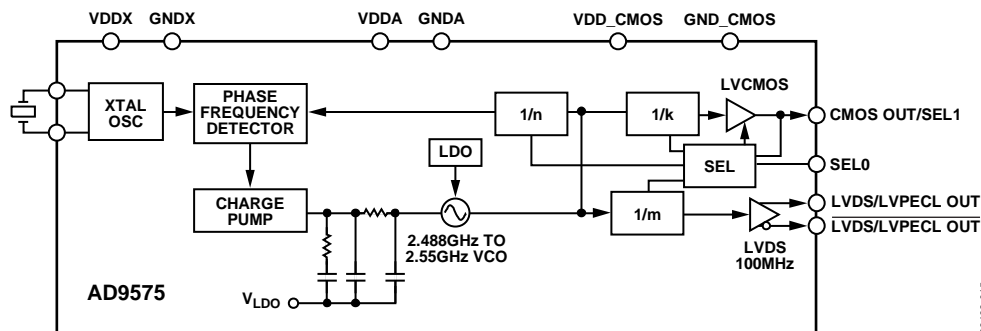 VDDX GNDX VDDA GNDA VDD_CMOS GND_CMOS
XTAL
OSC
PHASE
FREQUENCY
DETECTOR
1/n
1/k
LVCMOS
CMOS OUT/SEL1
LDO
SEL
SEL0
CHARGE
PUMP
1/m
LVDS/LVPECL OUT
LVDS/LVPECL OUT
2.488GHz TO
2.55GHz VCO
LVDS
100MHz
AD9575
VLDO